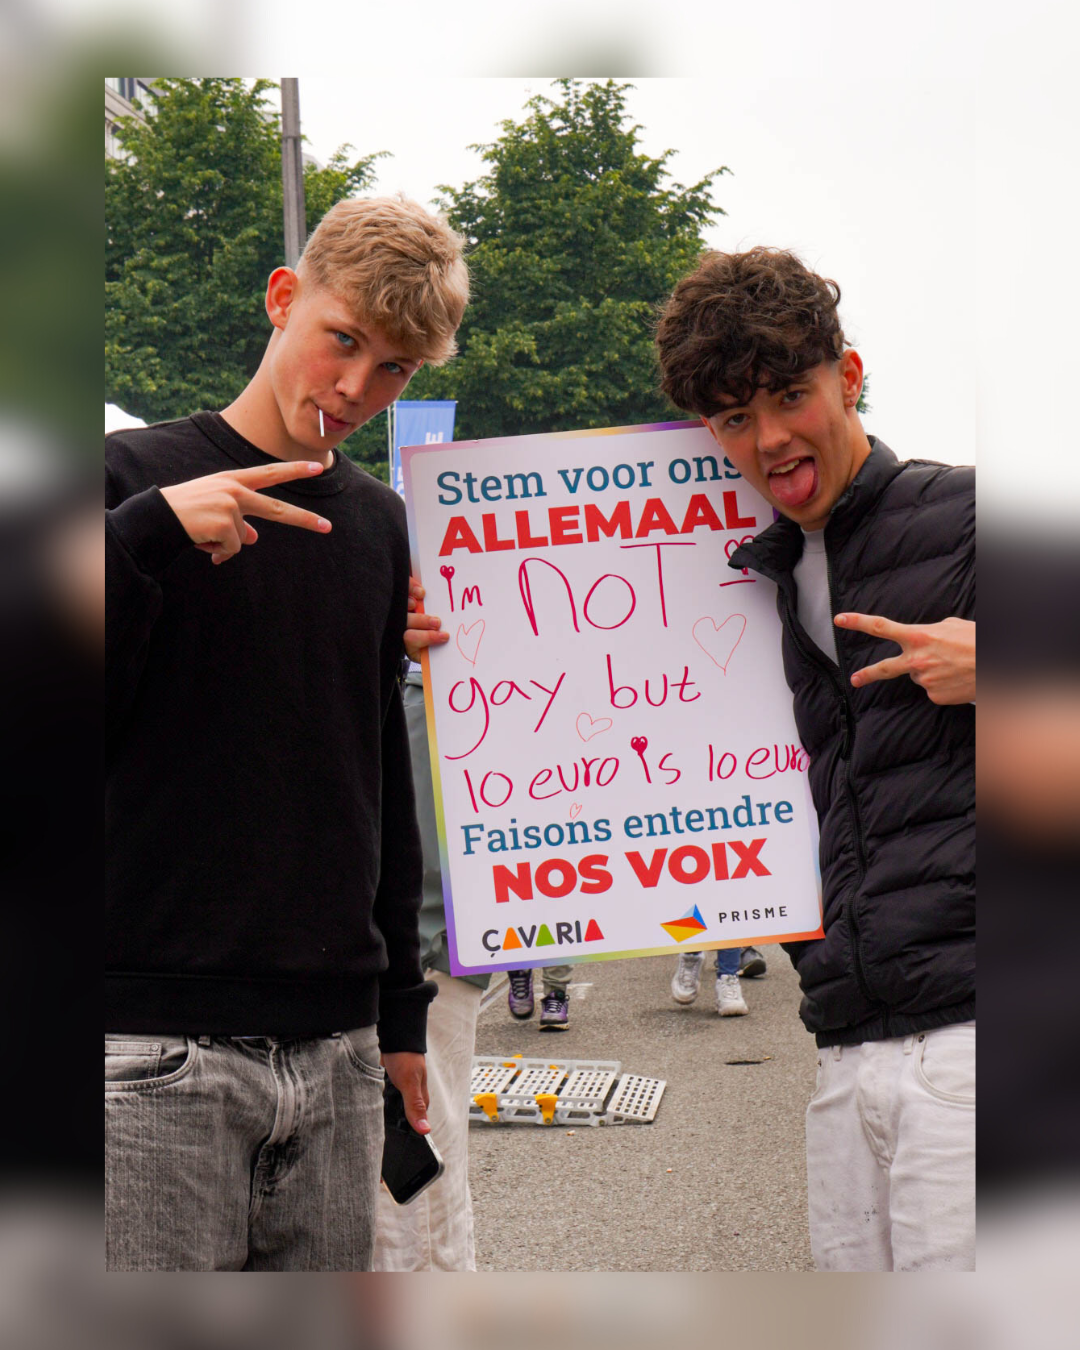 Stem voor ons
ALLEMAAL
im NOT
gay but
10 euro is 10 euro
Faisons entendre
NOS VOIX
ÇAVARIA
PRISME